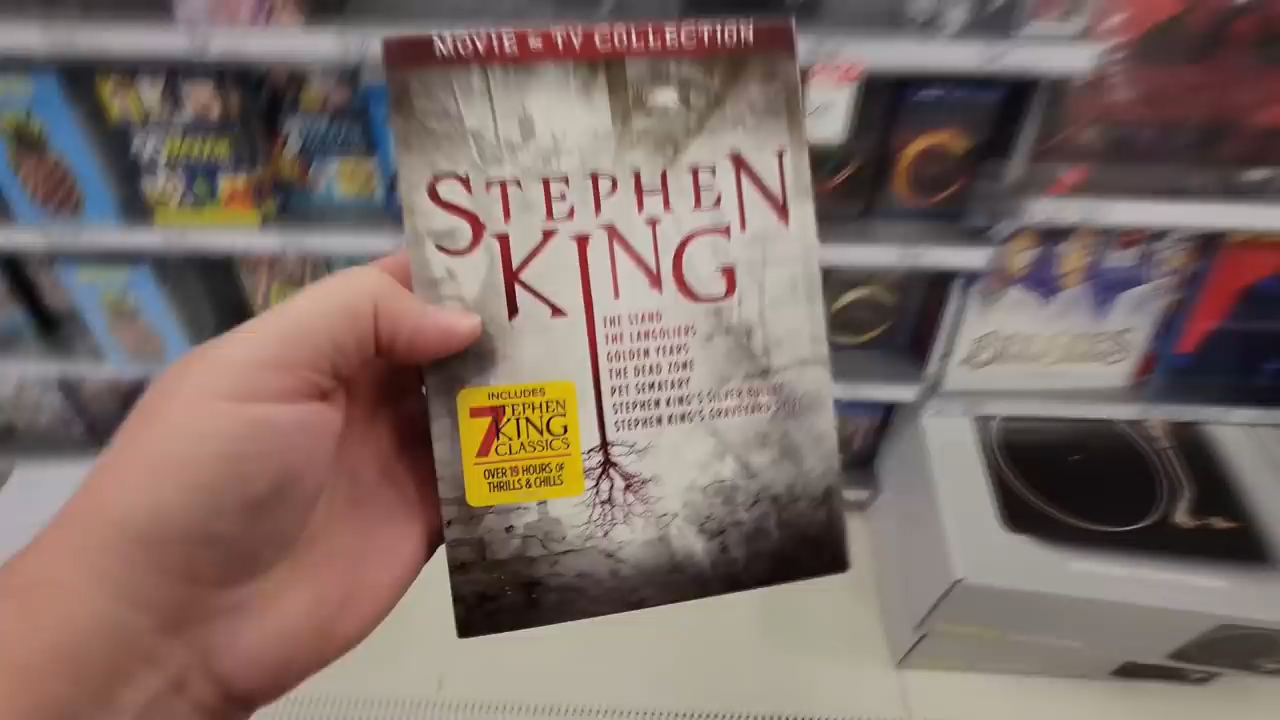 MOVIE & TV COLLECTION
STEPHEN
KING
THE STAND
THE LANGOLIERS
GOLDEN YEARS
THE DEAD ZONE
PET SEMATARY
STEPHEN KING'S SILVER BULLET
STEPHEN KING'S GRAVEYARD
INCLUDES
7 STEPHEN
KING
CLASSICS
OVER 19 HOURS OF
THRILLS & CHILLS